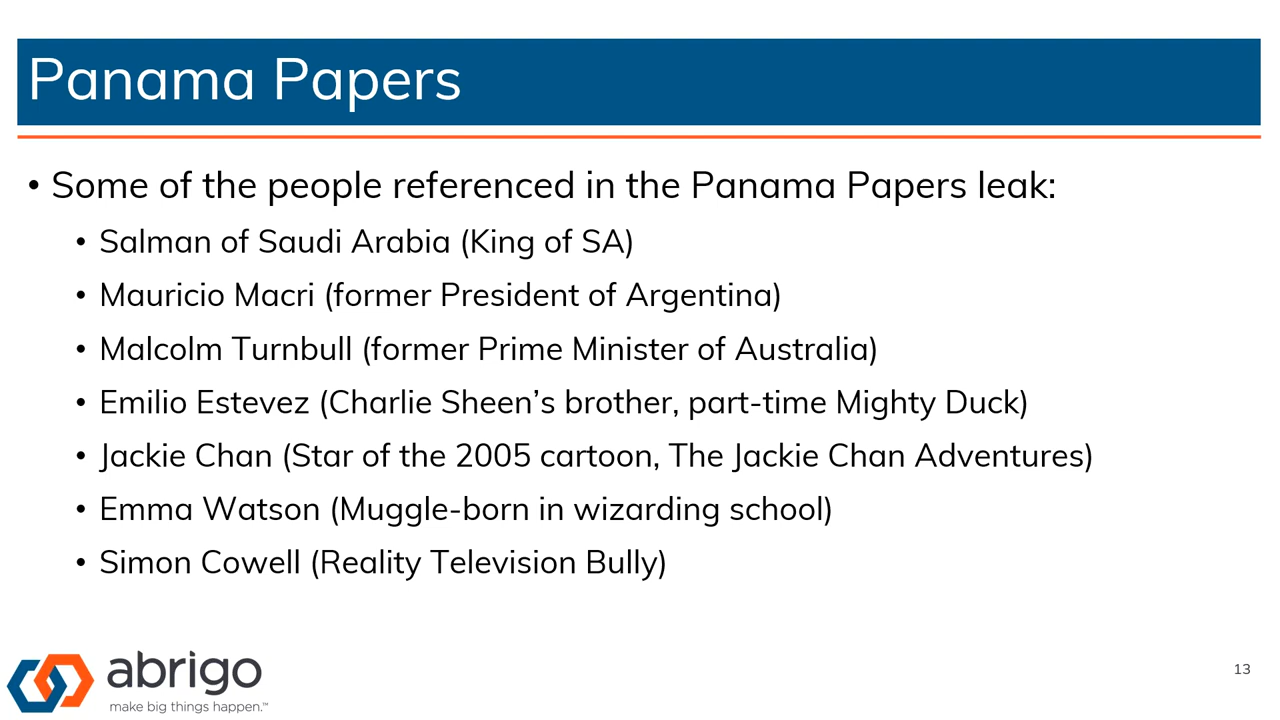 Panama Papers
• Some of the people referenced in the Panama Papers leak:
• Salman of Saudi Arabia (King of SA)
• Mauricio Macri (former President of Argentina)
• Malcolm Turnbull (former Prime Minister of Australia)
• Emilio Estevez (Charlie Sheen’s brother, part-time Mighty Duck)
• Jackie Chan (Star of the 2005 cartoon, The Jackie Chan Adventures)
• Emma Watson (Muggle-born in wizarding school)
• Simon Cowell (Reality Television Bully)
abrigo
make big things happen.™
13